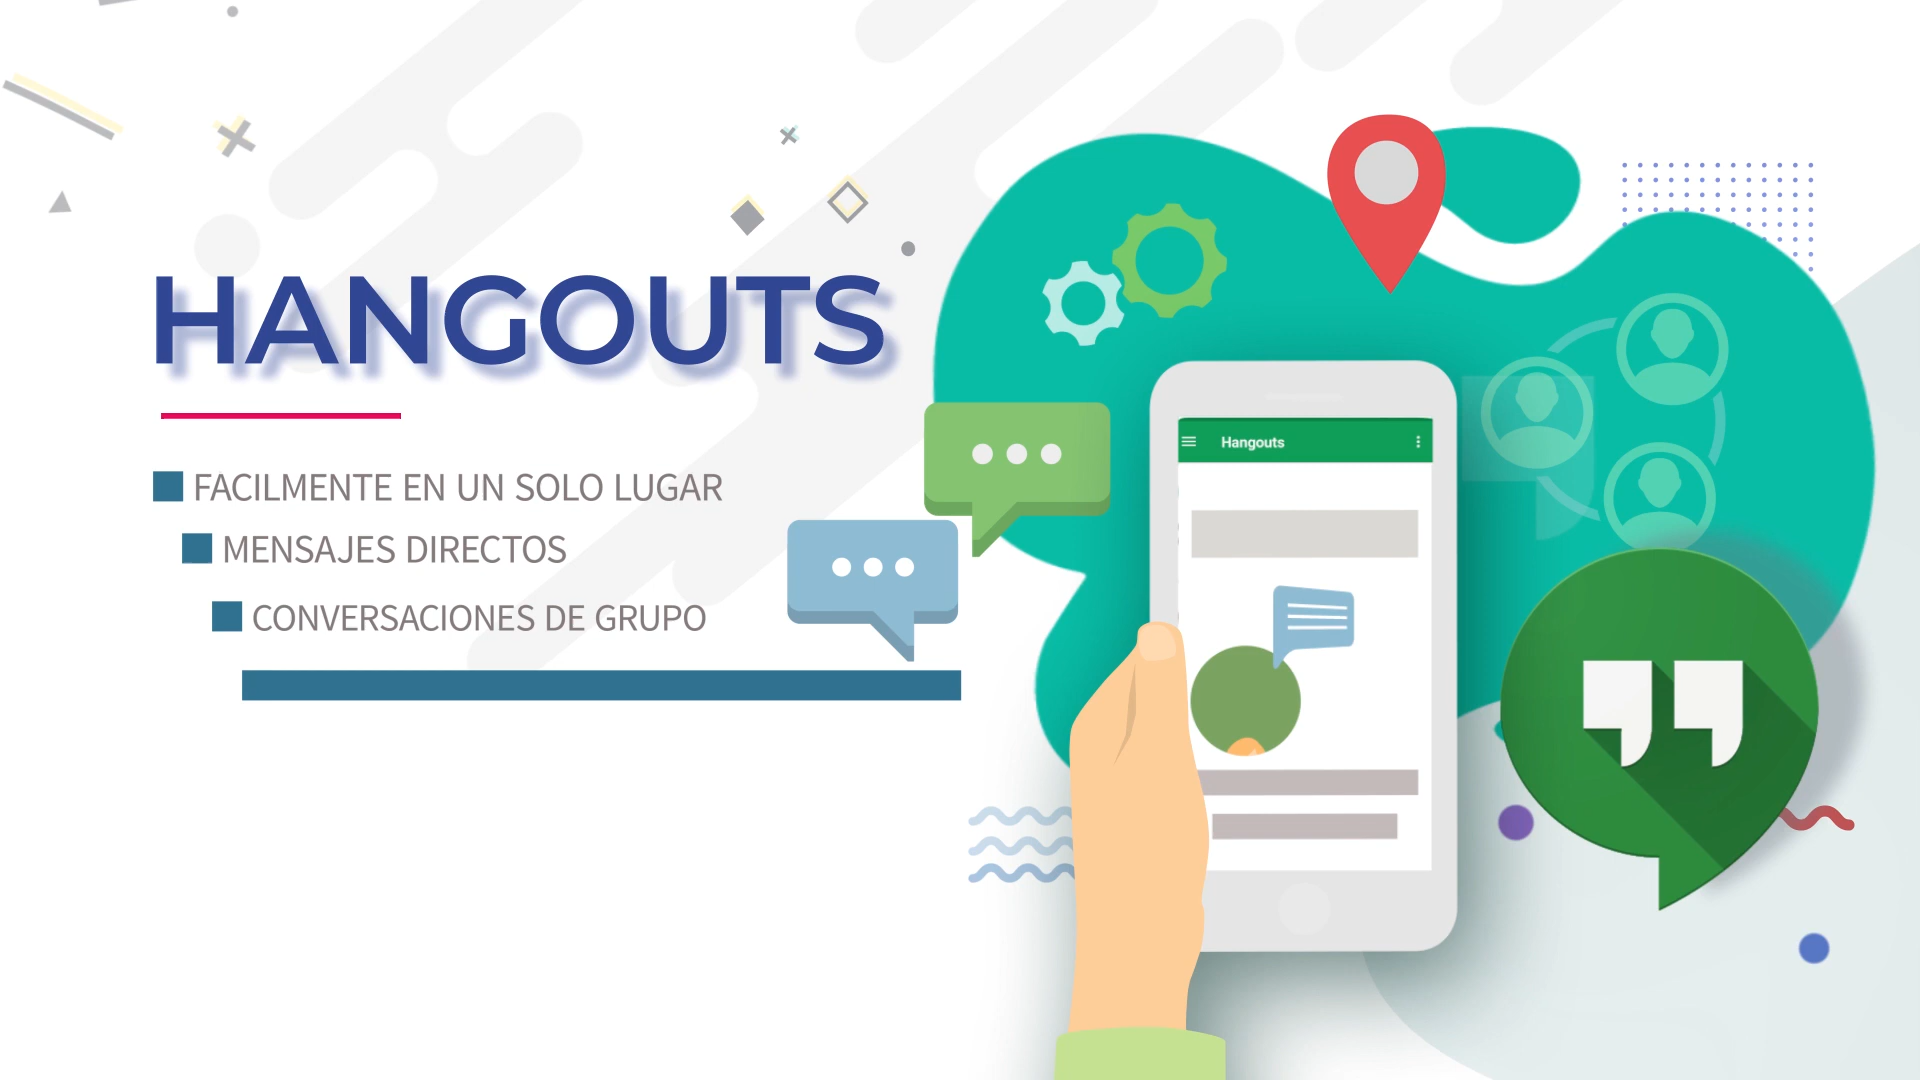 HANGOUTS
FACILMENTE EN UN SOLO LUGAR
MENSAJES DIRECTOS
CONVERSACIONES DE GRUPO
Hangouts